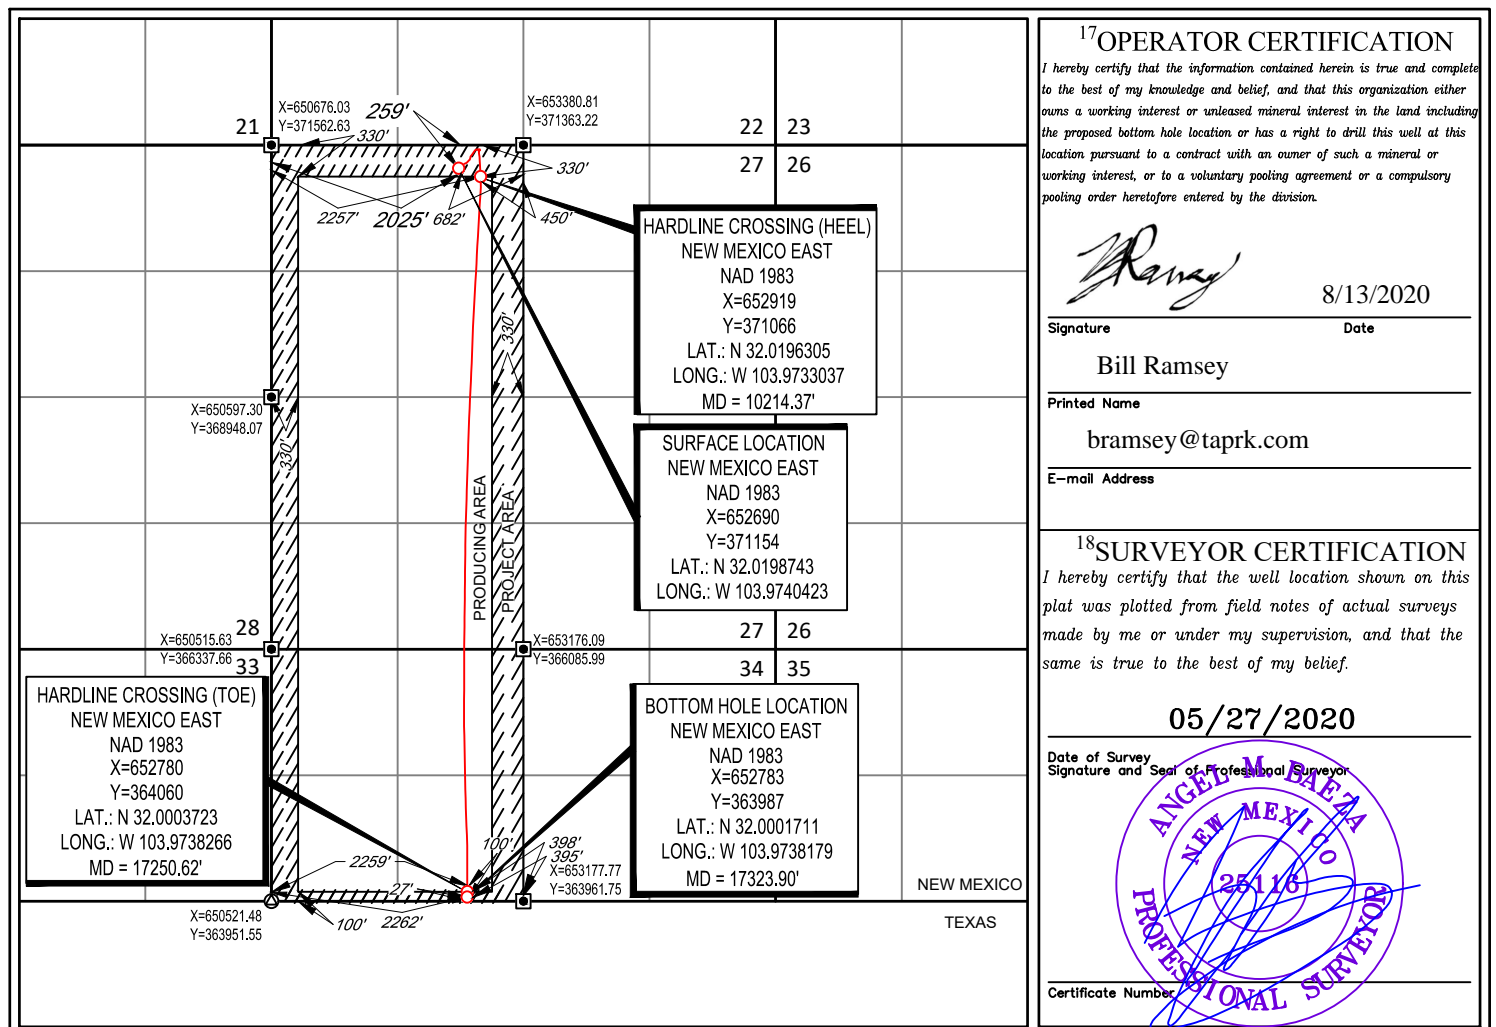 X=650676.03
Y=371562.63
259'
X=653380.81
Y=371363.22
21
330'
22 23
27 26
330'
2257'
2025'
682'
450'
HARDLINE CROSSING (HEEL)
NEW MEXICO EAST
NAD 1983
X=652919
Y=371066
LAT.: N 32.0196305
LONG.: W 103.9733037
MD = 10214.37'
330'
X=650597.30
Y=368948.07
330'
SURFACE LOCATION
NEW MEXICO EAST
NAD 1983
X=652690
Y=371154
LAT.: N 32.0198743
LONG.: W 103.9740423
PRODUCING AREA
PROJECT AREA
X=650515.63
Y=366337.66
28
33
X=653176.09
Y=366085.99
27 26
34 35
HARDLINE CROSSING (TOE)
NEW MEXICO EAST
NAD 1983
X=652780
Y=364060
LAT.: N 32.0003723
LONG.: W 103.9738266
MD = 17250.62'
BOTTOM HOLE LOCATION
NEW MEXICO EAST
NAD 1983
X=652783
Y=363987
LAT.: N 32.0001711
LONG.: W 103.9738179
MD = 17323.90'
100'
398'
395'
2259'
27'
X=653177.77
Y=363961.75
NEW MEXICO
TEXAS
X=650521.48
Y=363951.55
100'
2262'
17OPERATOR CERTIFICATION
I hereby certify that the information contained herein is true and complete
to the best of my knowledge and belief, and that this organization either
owns a working interest or unleased mineral interest in the land including
the proposed bottom hole location or has a right to drill this well at this
location pursuant to a contract with an owner of such a mineral or
working interest, or to a voluntary pooling agreement or a compulsory
pooling order heretofore entered by the division.
8/13/2020
Signature Date
Bill Ramsey
Printed Name
bramsey@taprk.com
E-mail Address
18SURVEYOR CERTIFICATION
I hereby certify that the well location shown on this
plat was plotted from field notes of actual surveys
made by me or under my supervision, and that the
same is true to the best of my belief.
05/27/2020
Date of Survey
Signature and Seal of Professional Surveyor
ANGEL M. BAEZA
NEW MEXICO
25116
PROFESSIONAL SURVEYOR
Certificate Number